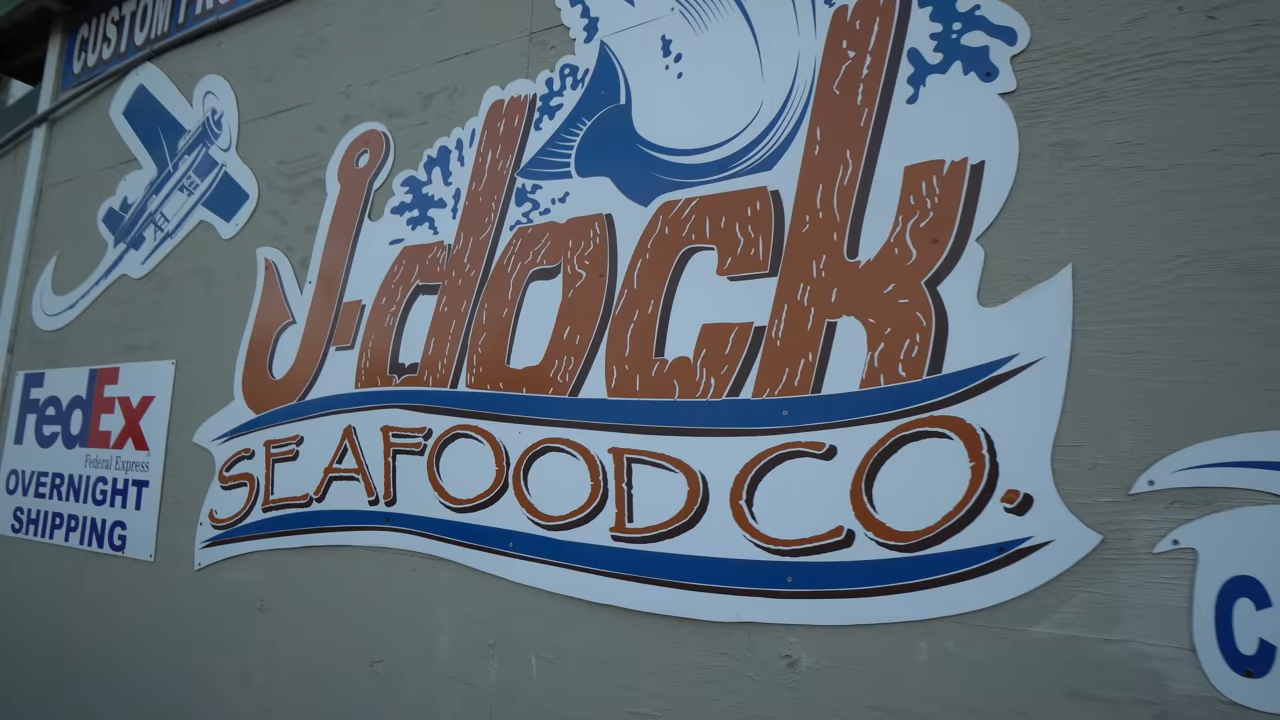 CUSTOM
J-dock
SEAFOOD CO.
FedEx
Federal Express
OVERNIGHT
SHIPPING
C